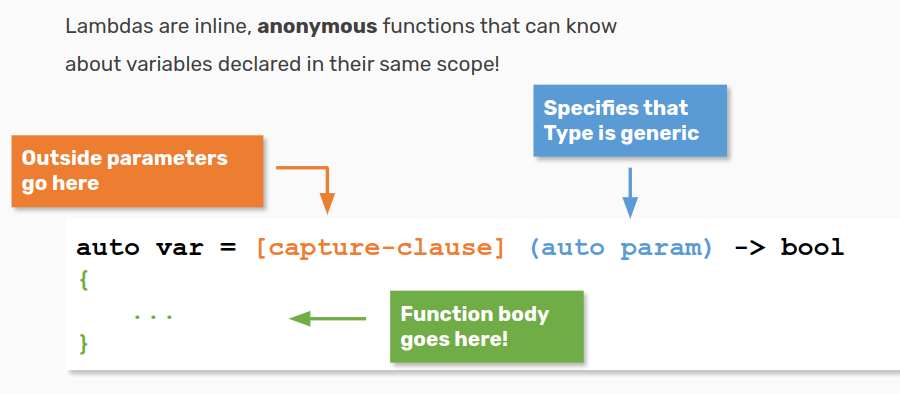 Lambdas are inline, anonymous functions that can know
about variables declared in their same scope!
Specifies that
Type is generic
Outside parameters
go here
auto var = [capture-clause] (auto param) -> bool
{
...
Function body
goes here!
}